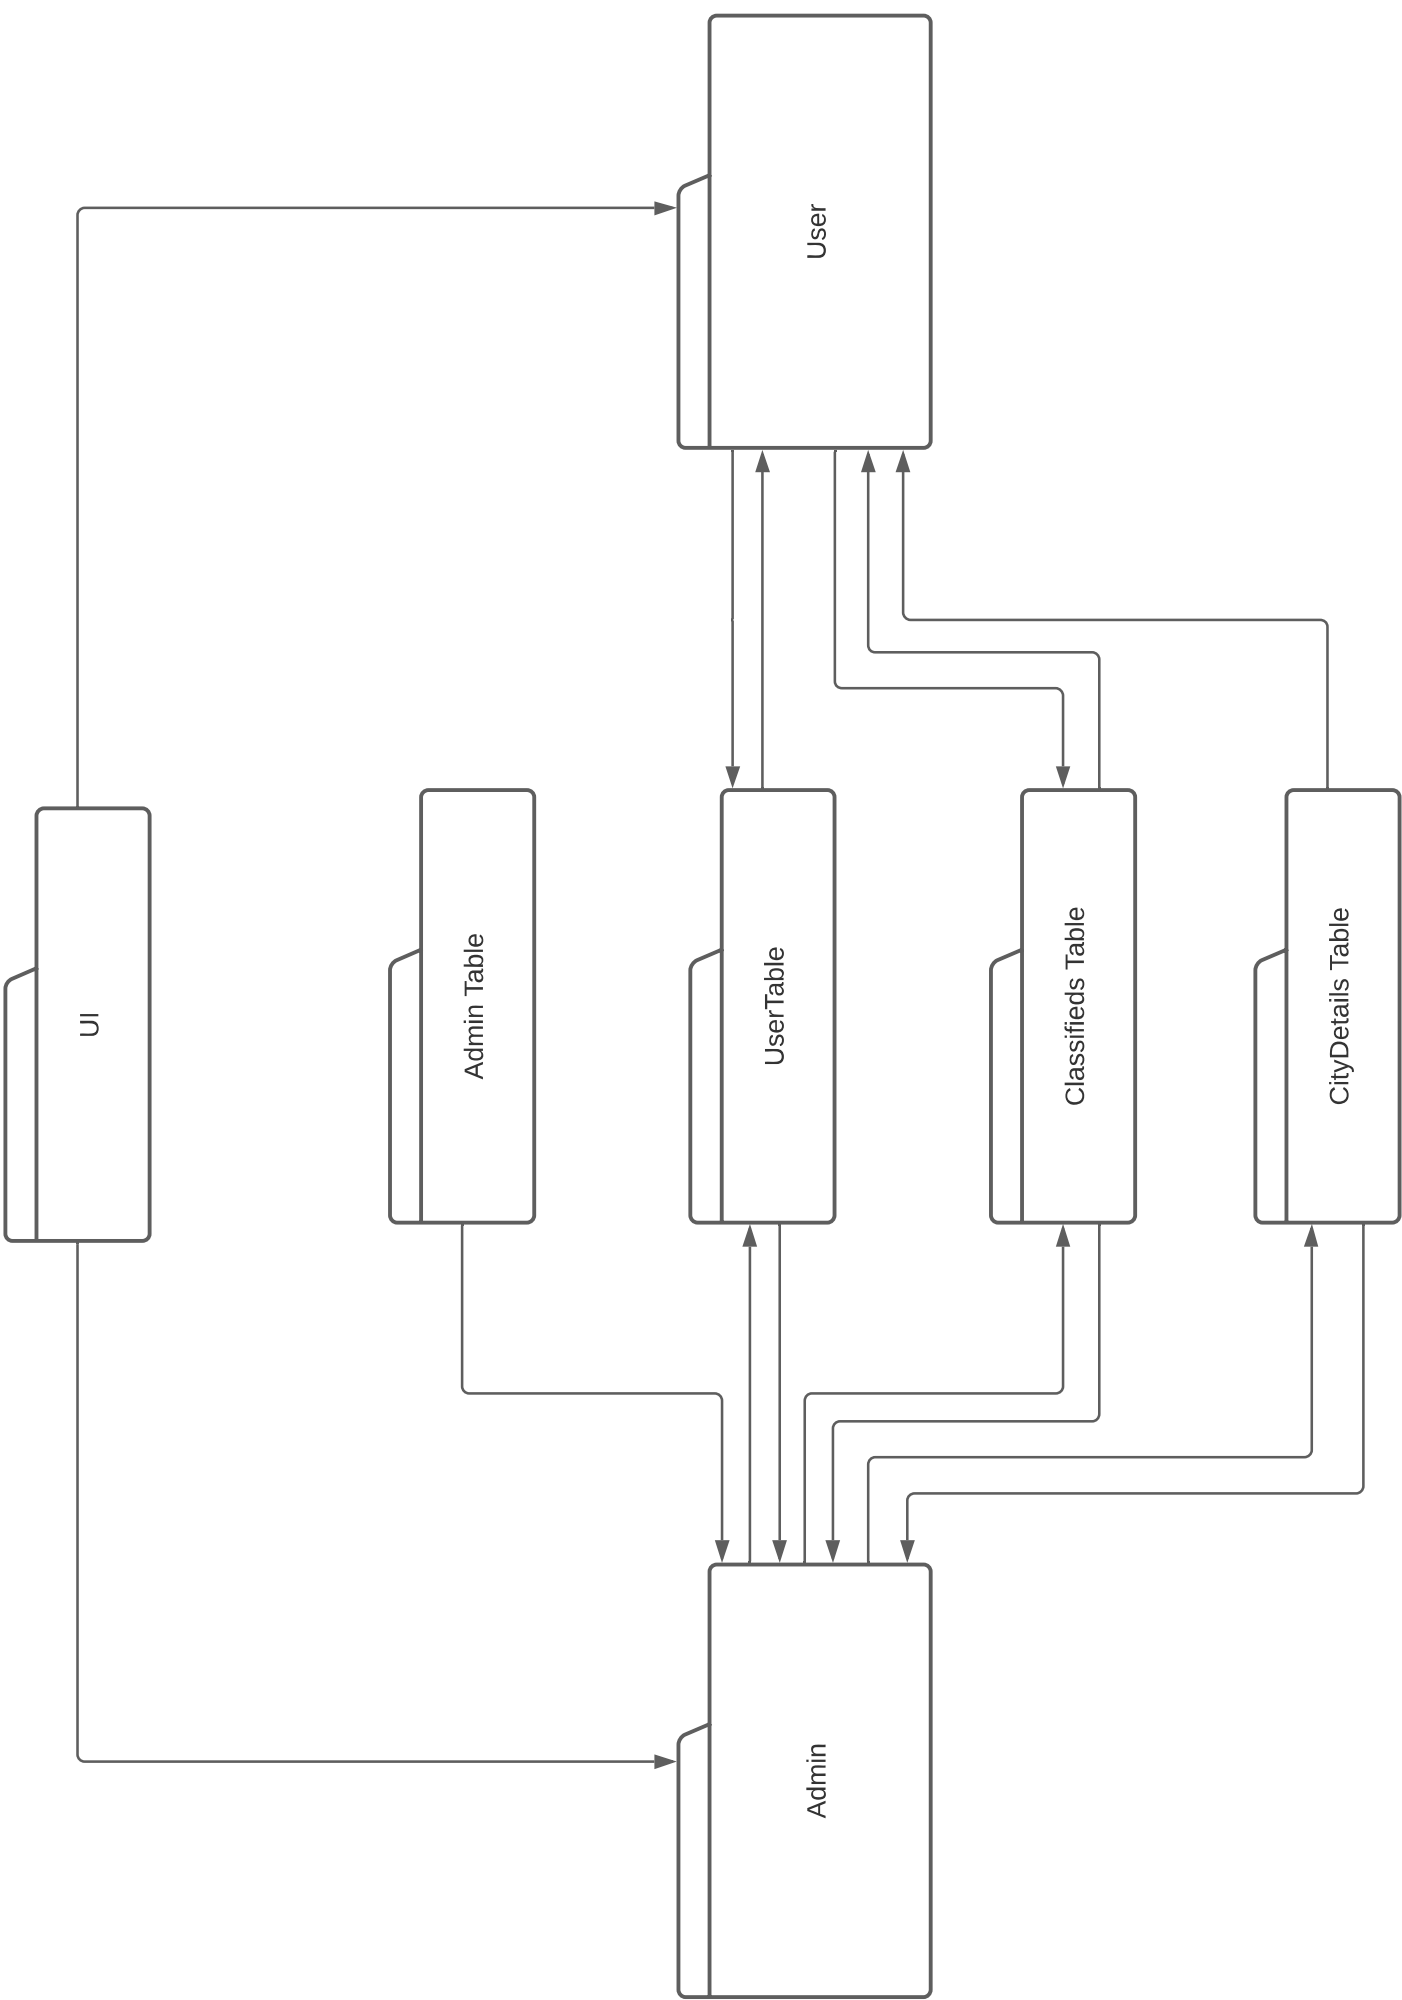 UI
Admin
Admin Table
UserTable
Classifieds Table
CityDetails Table
User